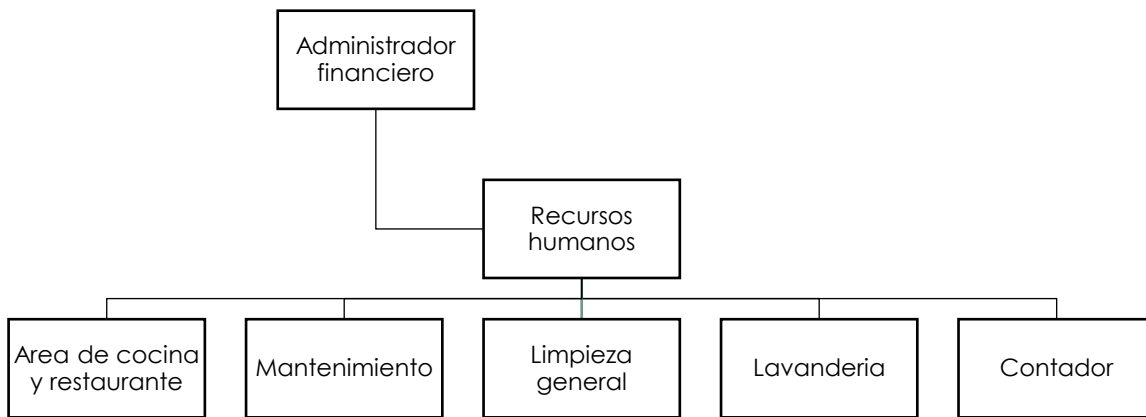 Administrador
financiero
Recursos
humanos
Area de cocina
y restaurante
Mantenimiento
Limpieza
general
Lavanderia
Contador